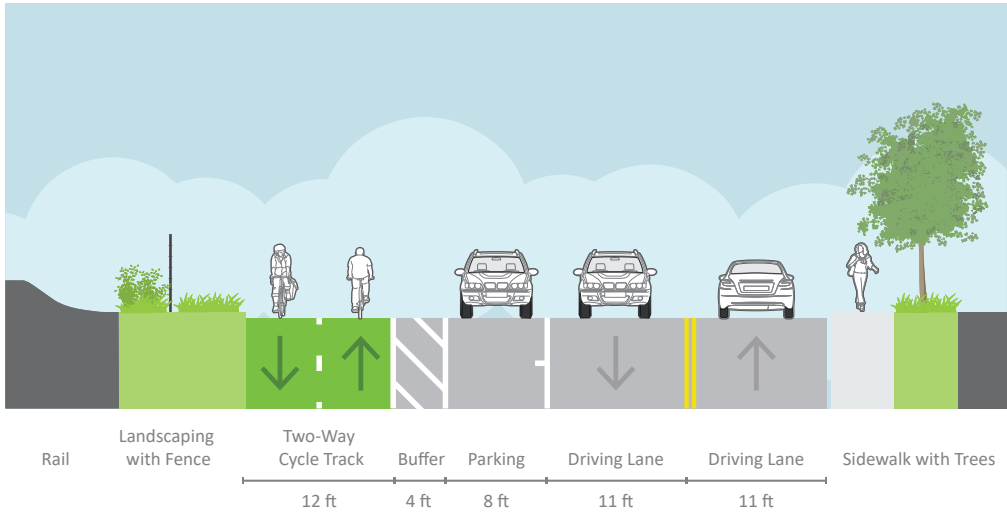 Rail
Landscaping
with Fence
Two-Way
Cycle Track
Buffer
Parking
Driving Lane
Driving Lane
Sidewalk with Trees
12 ft
4 ft
8 ft
11 ft
11 ft